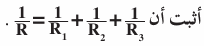 أثبت أن 1/R = 1/R₁ + 1/R₂ + 1/R₃ .